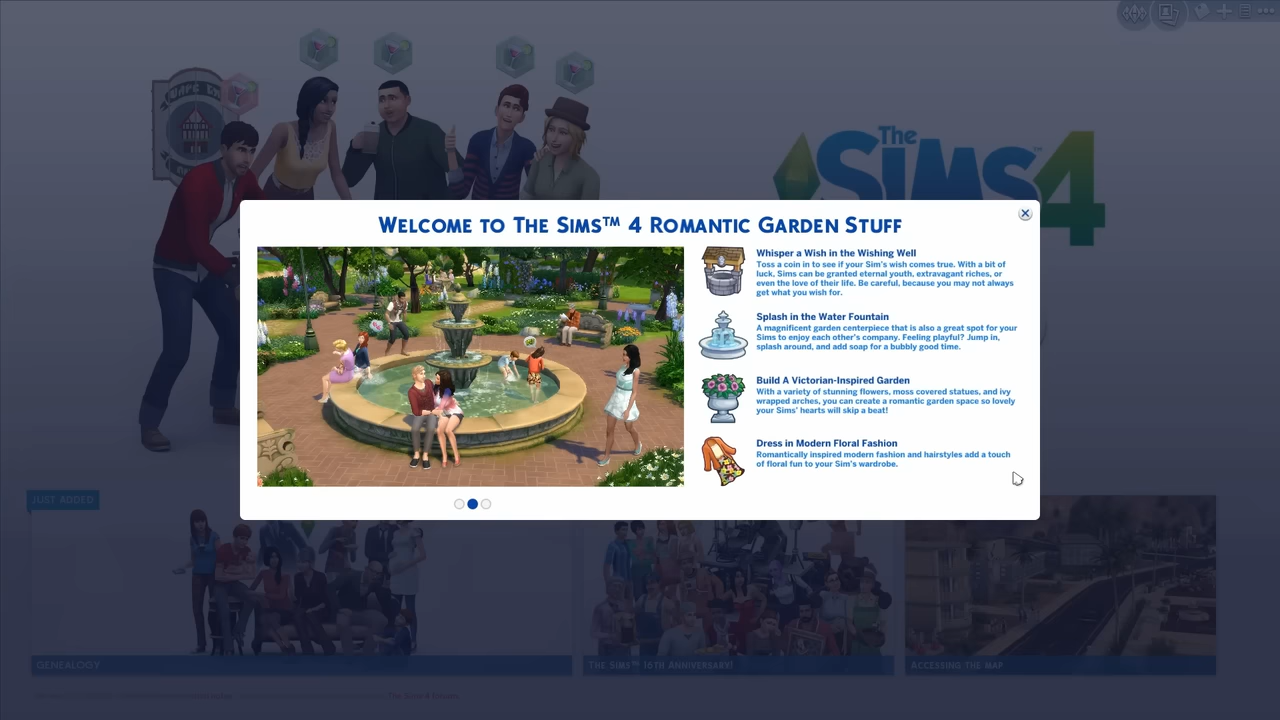 The
SiMS™ 4
WELCOME TO THE SIMS™ 4 ROMANTIC GARDEN STUFF
Whisper a Wish in the Wishing Well
Toss a coin in to see if your Sim's wish comes true. With a bit of
luck, Sims can be granted eternal youth, extravagant riches, or
even the love of their life. Be careful, because you may not always
get what you wish for.
Splash in the Water Fountain
A magnificent garden centerpiece that is also a great spot for your
Sims to enjoy each other's company. Feeling playful? Jump in,
splash around, and add soap for a bubbly good time.
Build A Victorian-Inspired Garden
With a variety of stunning flowers, moss covered statues, and ivy
wrapped arches, you can create a romantic garden space so lovely
your Sims' hearts will skip a beat!
Dress in Modern Floral Fashion
Romantically inspired modern fashion and hairstyles add a touch
of floral fun to your Sim's wardrobe.
JUST ADDED
GENEALOGY
THE SIMS™ 16TH ANNIVERSARY!
ACCESSING THE MAP